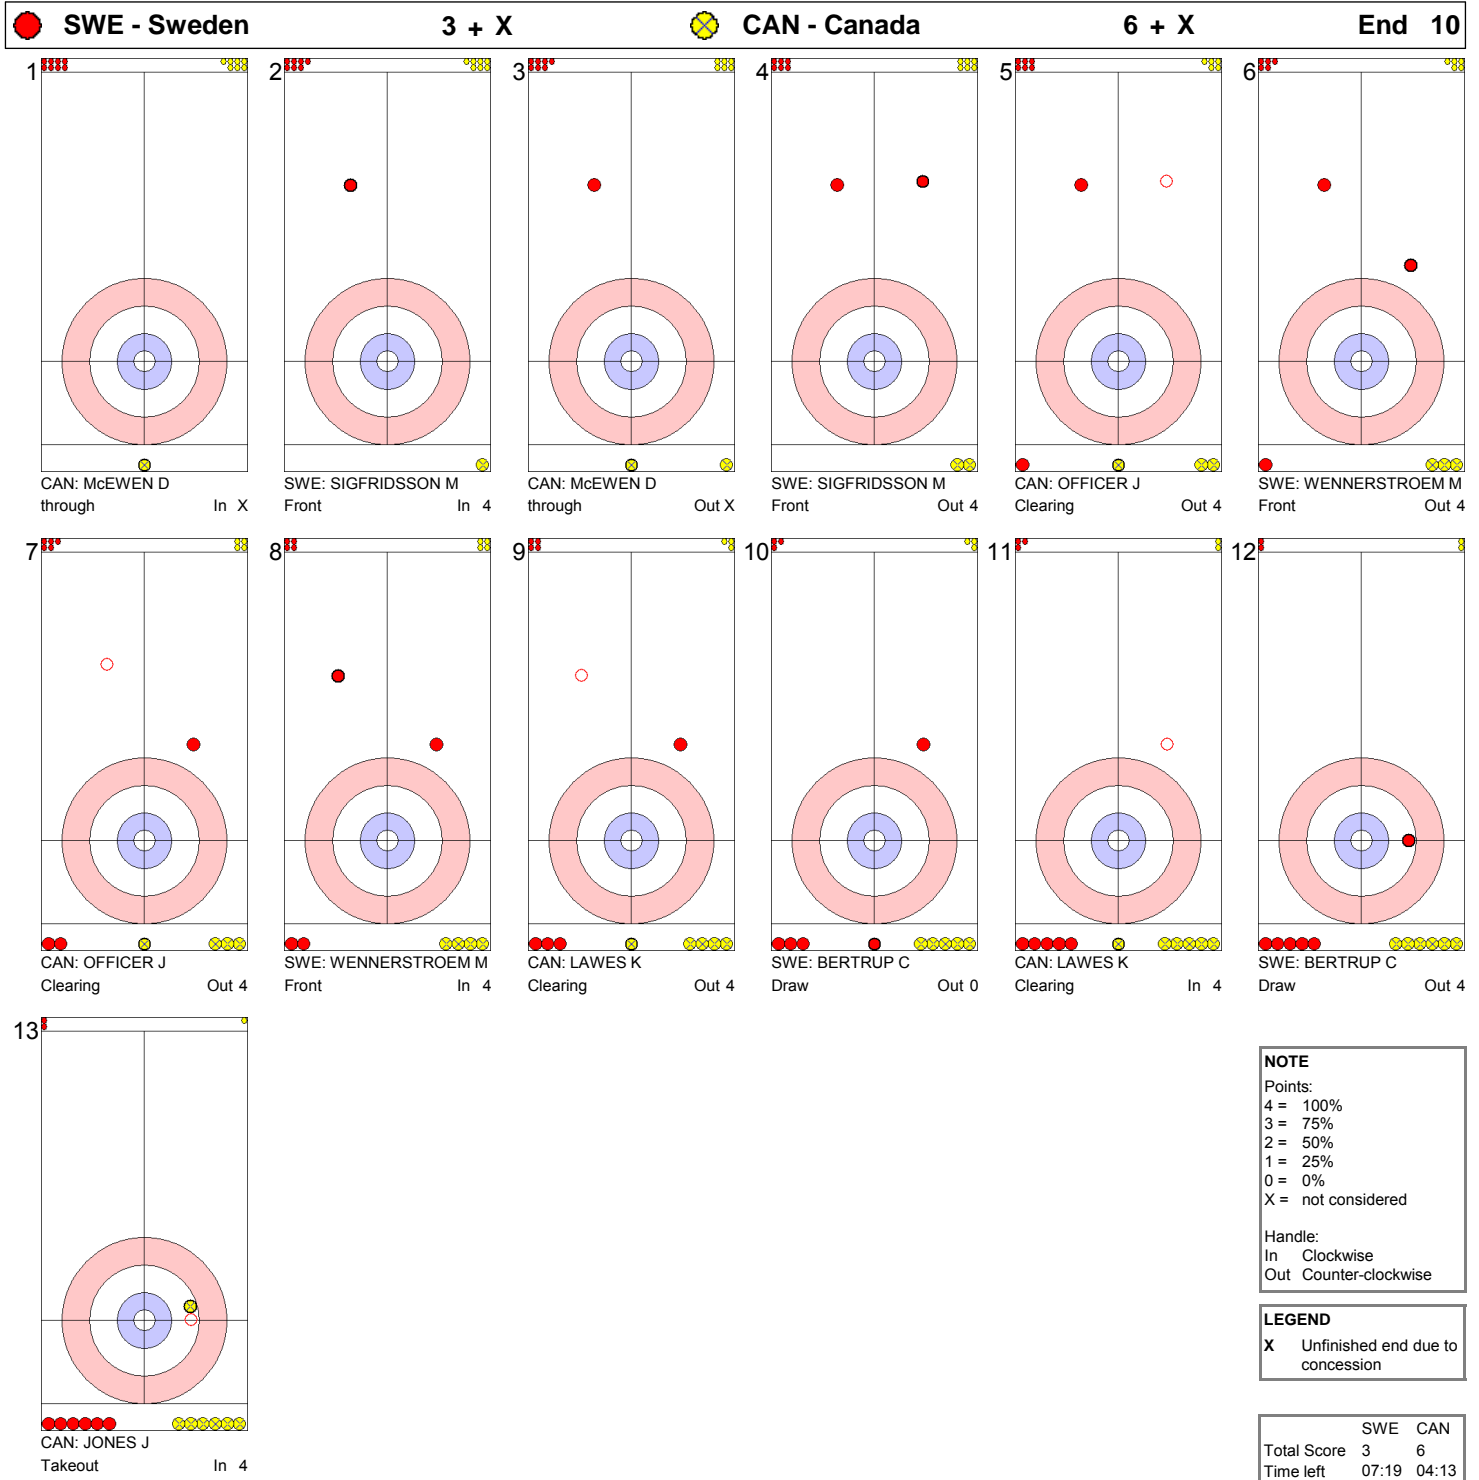 SWE - Sweden 3 + X CAN - Canada 6 + X End 10
1 2 3 4 5 6
CAN: McEWEN D SWE: SIGFRIDSSON M CAN: McEWEN D SWE: SIGFRIDSSON M CAN: OFFICER J SWE: WENNERSTROEM M
through In X Front In 4 through Out X Front Out 4 Clearing Out 4 Front Out 4
7 8 9 10 11 12
CAN: OFFICER J SWE: WENNERSTROEM M CAN: LAWES K SWE: BERTRUP C CAN: LAWES K SWE: BERTRUP C
Clearing Out 4 Front In 4 Clearing Out 4 Draw Out 0 Clearing In 4 Draw Out 4
13
CAN: JONES J
Takeout In 4
NOTE
Points:
4 = 100%
3 = 75%
2 = 50%
1 = 25%
0 = 0%
X = not considered
Handle:
In Clockwise
Out Counter-clockwise
LEGEND
X Unfinished end due to
concession
SWE CAN
Total Score 3 6
Time left 07:19 04:13